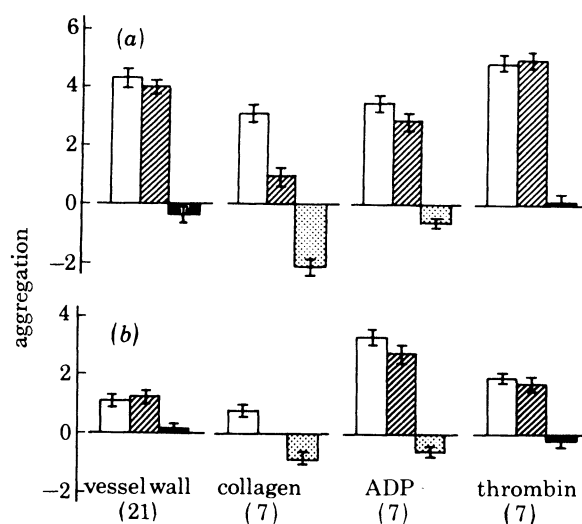 6
(a)
4
2
0
−2
aggregation
4
(b)
2
0
−2
vessel wall collagen ADP thrombin
(21) (7) (7) (7)